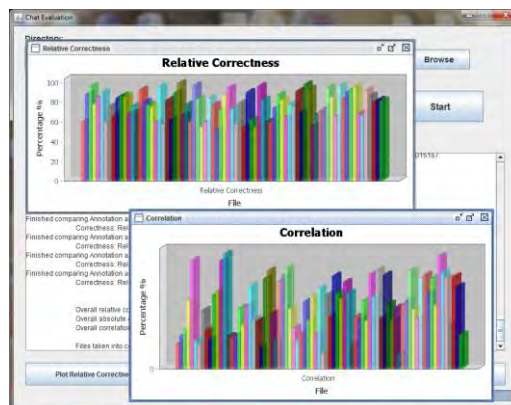 Chat Evaluation
Directory:
Browse
Start
Relative Correctness
Relative Correctness
Percentage %
100
80
60
40
20
0
Relative Correctness
File
Finished comparing Annotation a
Correctness: Rel
Finished comparing Annotation a
Correctness: Rel
Finished comparing Annotation a
Correctness: Rel
Finished comparing Annotation a
Correctness: Rel
Overall relative co
Overall absolute
Overall correlation
Files taken into c
Correlation
Correlation
Percentage %
0
Correlation
File
Plot Relative Correctne